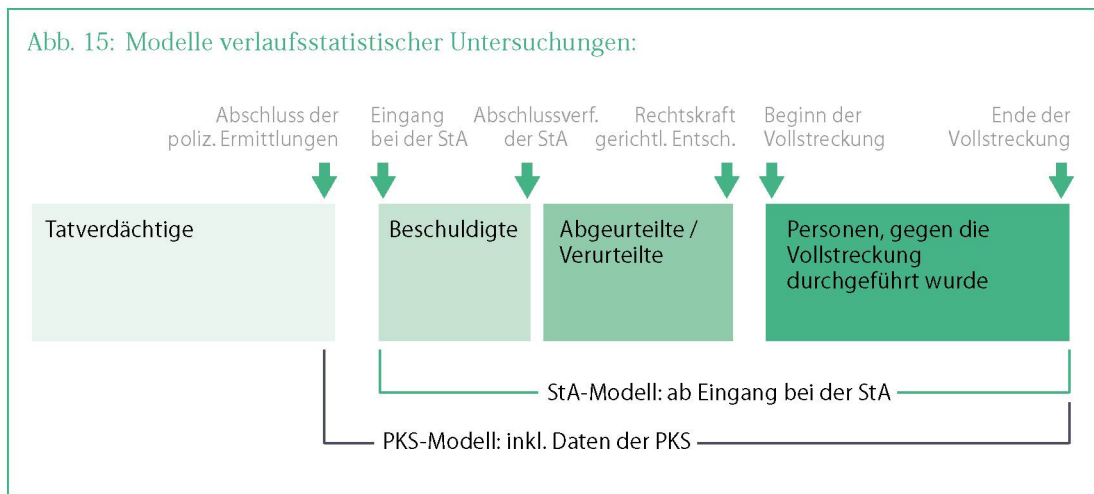 Abb. 15: Modelle verlaufsstatistischer Untersuchungen:
Abschluss der
poliz. Ermittlungen
Eingang
bei der StA
Abschlussverf.
der StA
Rechtskraft
gerichtl. Entsch.
Beginn der
Vollstreckung
Ende der
Vollstreckung
Tatverdächtige
Beschuldigte
Abgeurteilte /
Verurteilte
Personen, gegen die
Vollstreckung
durchgeführt wurde
StA-Modell: ab Eingang bei der StA
PKS-Modell: inkl. Daten der PKS